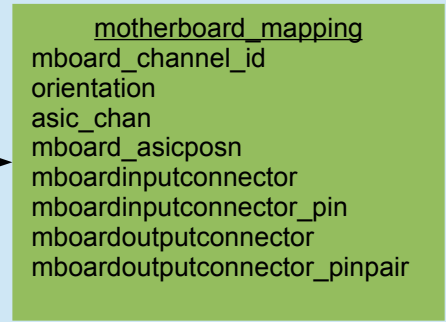 motherboard_mapping
mboard_channel_id
orientation
asic_chan
mboard_asicposn
mboardinputconnector
mboardinputconnector_pin
mboardoutputconnector
mboardoutputconnector_pinpair